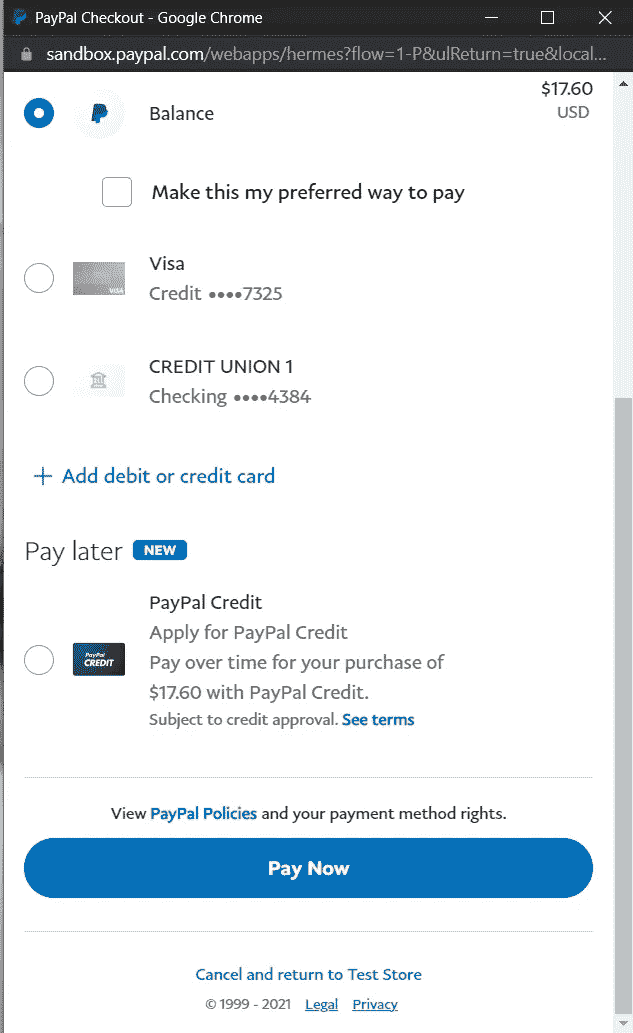 PayPal Checkout - Google Chrome
sandbox.paypal.com/webapps/hermes?flow=1-P&ulReturn=true&local...
$17.60
Balance
USD
Make this my preferred way to pay
Visa
VISA
Credit ••••7325
CREDIT UNION 1
Checking ••••4384
+ Add debit or credit card
Pay later NEW
PayPal Credit
Apply for PayPal Credit
PayPal
CREDIT
Pay over time for your purchase of
$17.60 with PayPal Credit.
Subject to credit approval. See terms
View PayPal Policies and your payment method rights.
Pay Now
Cancel and return to Test Store
© 1999 - 2021 Legal Privacy